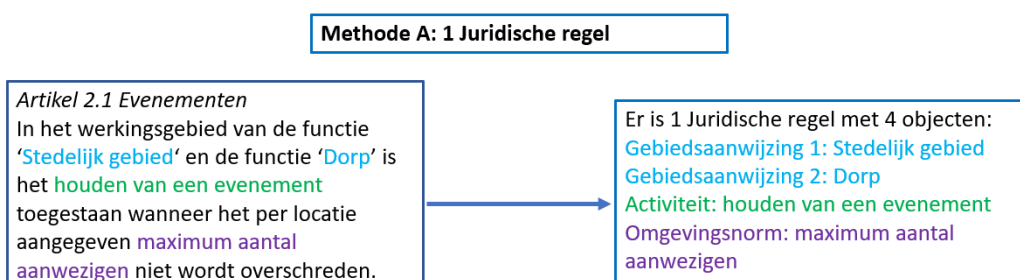 Methode A: 1 Juridische regel
Artikel 2.1 Evenementen
In het werkingsgebied van de functie
‘Stedelijk gebied‘ en de functie ‘Dorp’ is
het houden van een evenement
toegestaan wanneer het per locatie
aangegeven maximum aantal
aanwezigen niet wordt overschreden.
Er is 1 Juridische regel met 4 objecten:
Gebiedsaanwijzing 1: Stedelijk gebied
Gebiedsaanwijzing 2: Dorp
Activiteit: houden van een evenement
Omgevingsnorm: maximum aantal
aanwezigen